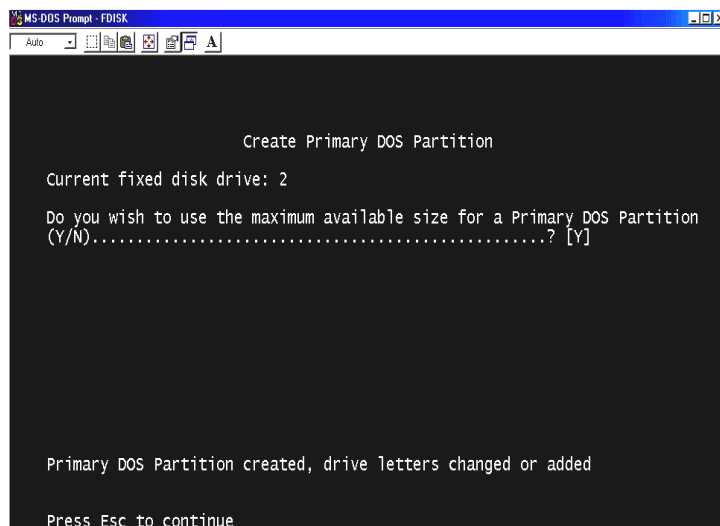 MS-DOS Prompt - FDISK
Auto
A
Create Primary DOS Partition
Current fixed disk drive: 2
Do you wish to use the maximum available size for a Primary DOS Partition
(Y/N)...................................................? [Y]
Primary DOS Partition created, drive letters changed or added
Press Esc to continue